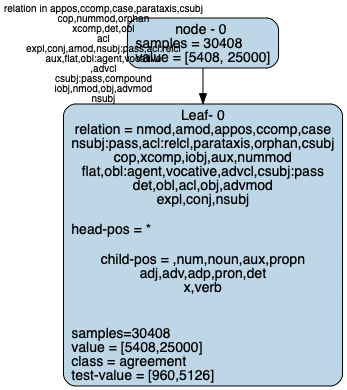 relation in appos,ccomp,case,parataxis,csubj
cop,nummod,orphan
xcomp,det,obl
acl
expl,conj,amod,nsubj:pass,acl:relcl
aux,flat,obl:agent,vocative
,advcl
csubj:pass,compound
iobj,nmod,obj,advmod
nsubj
node - 0
samples = 30408
value = [5408, 25000]
Leaf- 0
relation = nmod,amod,appos,ccomp,case
nsubj:pass,acl:relcl,parataxis,orphan,csubj
cop,xcomp,iobj,aux,nummod
flat,obl:agent,vocative,advcl,csubj:pass
det,obl,acl,obj,advmod
expl,conj,nsubj
head-pos = *
child-pos = ,num,noun,aux,propn
adj,adv,adp,pron,det
x,verb
samples=30408
value = [5408,25000]
class = agreement
test-value = [960,5126]